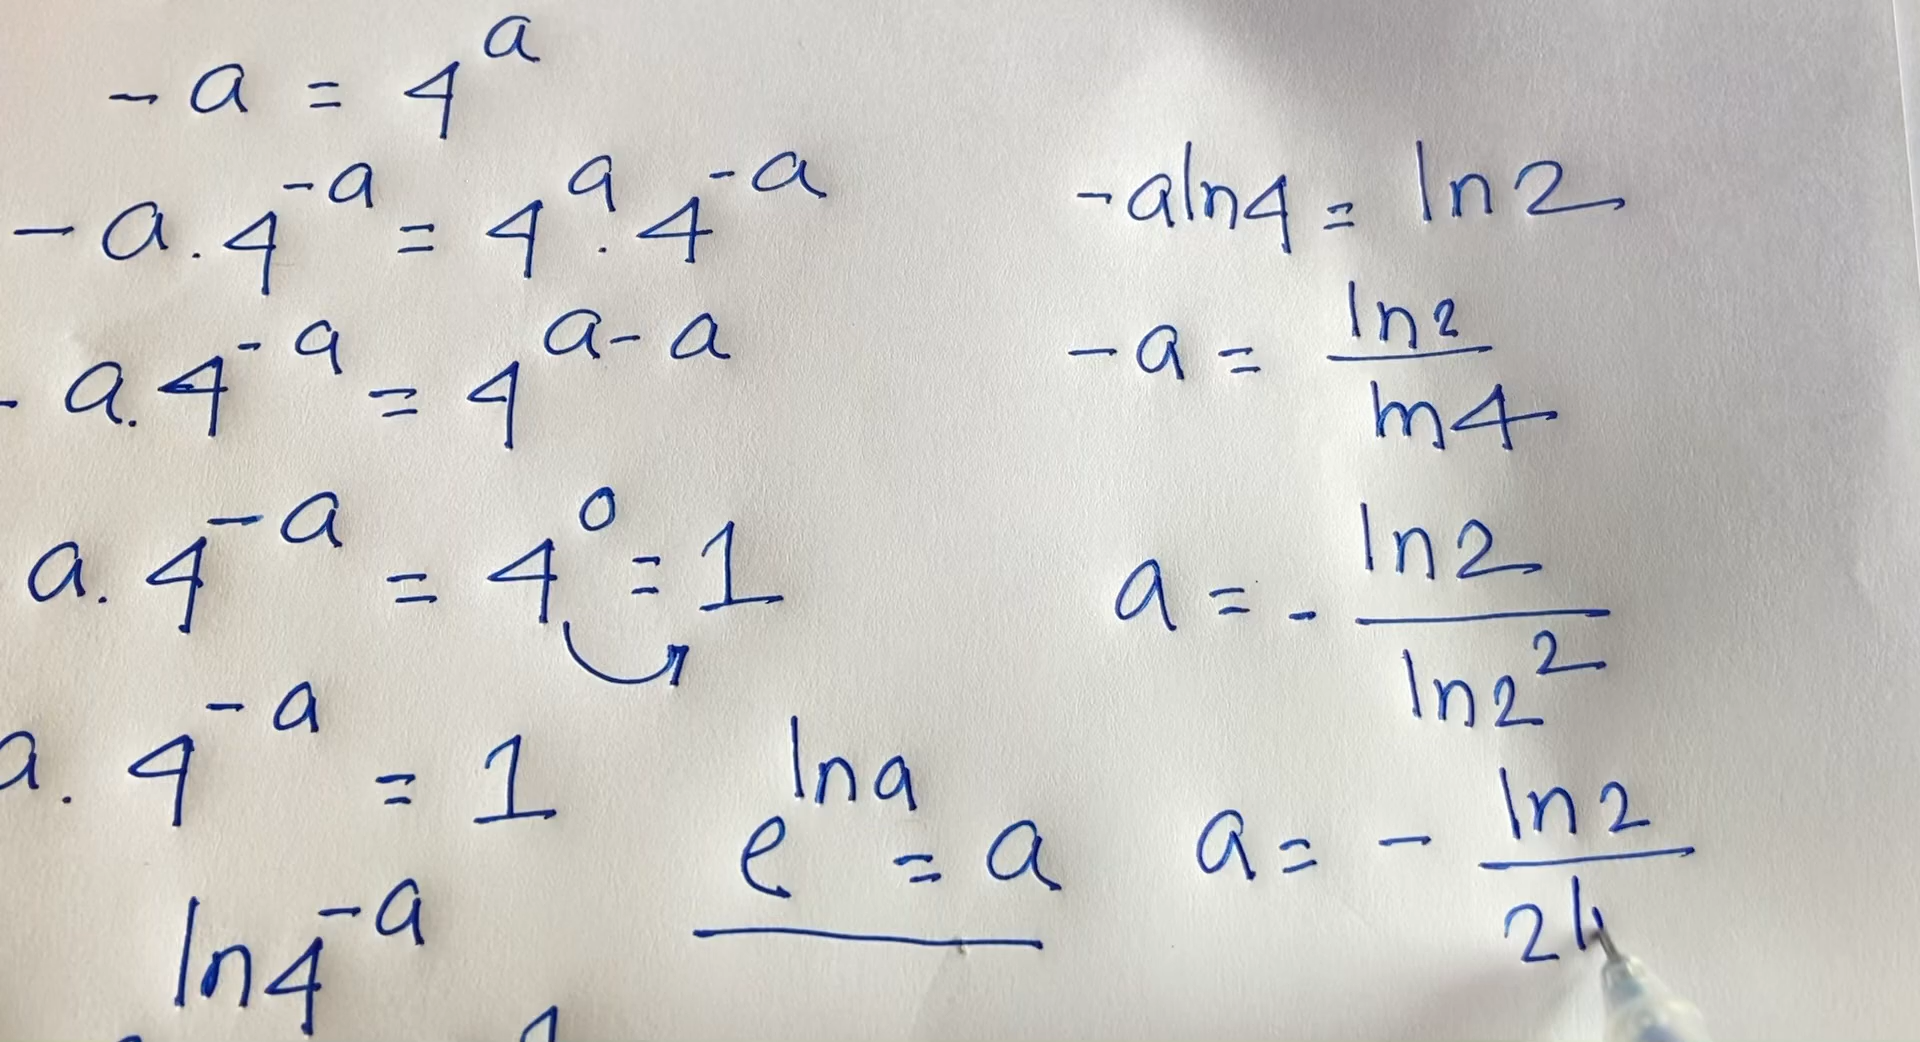 -a = 4^a
-a.4^-a = 4^a.4^-a
-a.4^-a = 4^a-a
a.4^-a = 4^0 = 1
a.4^-a = 1
ln4^-a
e^lna = a
-aln4 = ln2
-a = ln2/ln4
a = - ln2/ln2^2
a = - ln2/2l